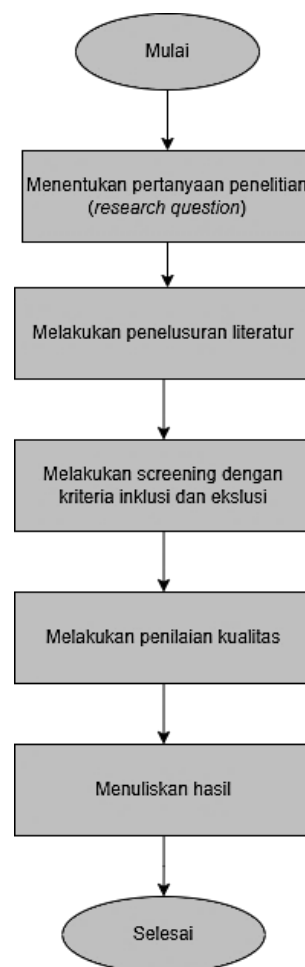 Mulai
Menentukan pertanyaan penelitian
(research question)
Melakukan penelusuran literatur
Melakukan screening dengan
kriteria inklusi dan ekslusi
Melakukan penilaian kualitas
Menuliskan hasil
Selesai